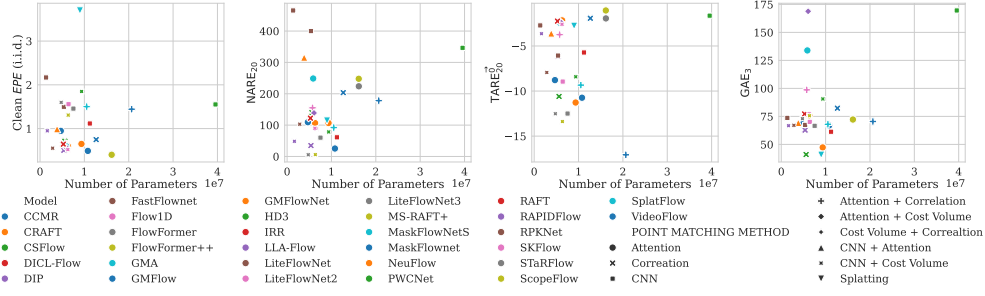 3
2
1
Clean EPE (i.i.d.)
0 1 2 3 4
Number of Parameters 1e7
400
300
200
100
0
NARE20
0 1 2 3 4
Number of Parameters 1e7
−5
−10
−15
TARE20 0⃗
0 1 2 3 4
Number of Parameters 1e7
175
150
125
100
75
50
GAE3
0 1 2 3 4
Number of Parameters 1e7
Model
CCMR
CRAFT
CSFlow
DICL-Flow
DIP
FastFlownet
Flow1D
FlowFormer
FlowFormer++
GMA
GMFlow
GMFlowNet
HD3
IRR
LLA-Flow
LiteFlowNet
LiteFlowNet2
LiteFlowNet3
MS-RAFT+
MaskFlowNetS
MaskFlownet
NeuFlow
PWCNet
RAFT
RAPIDFlow
RPKNet
SKFlow
STaRFlow
ScopeFlow
SplatFlow
VideoFlow
POINT MATCHING METHOD
Attention
Correation
CNN
Attention + Correlation
Attention + Cost Volume
Cost Volume + Correaltion
CNN + Attention
CNN + Cost Volume
Splatting